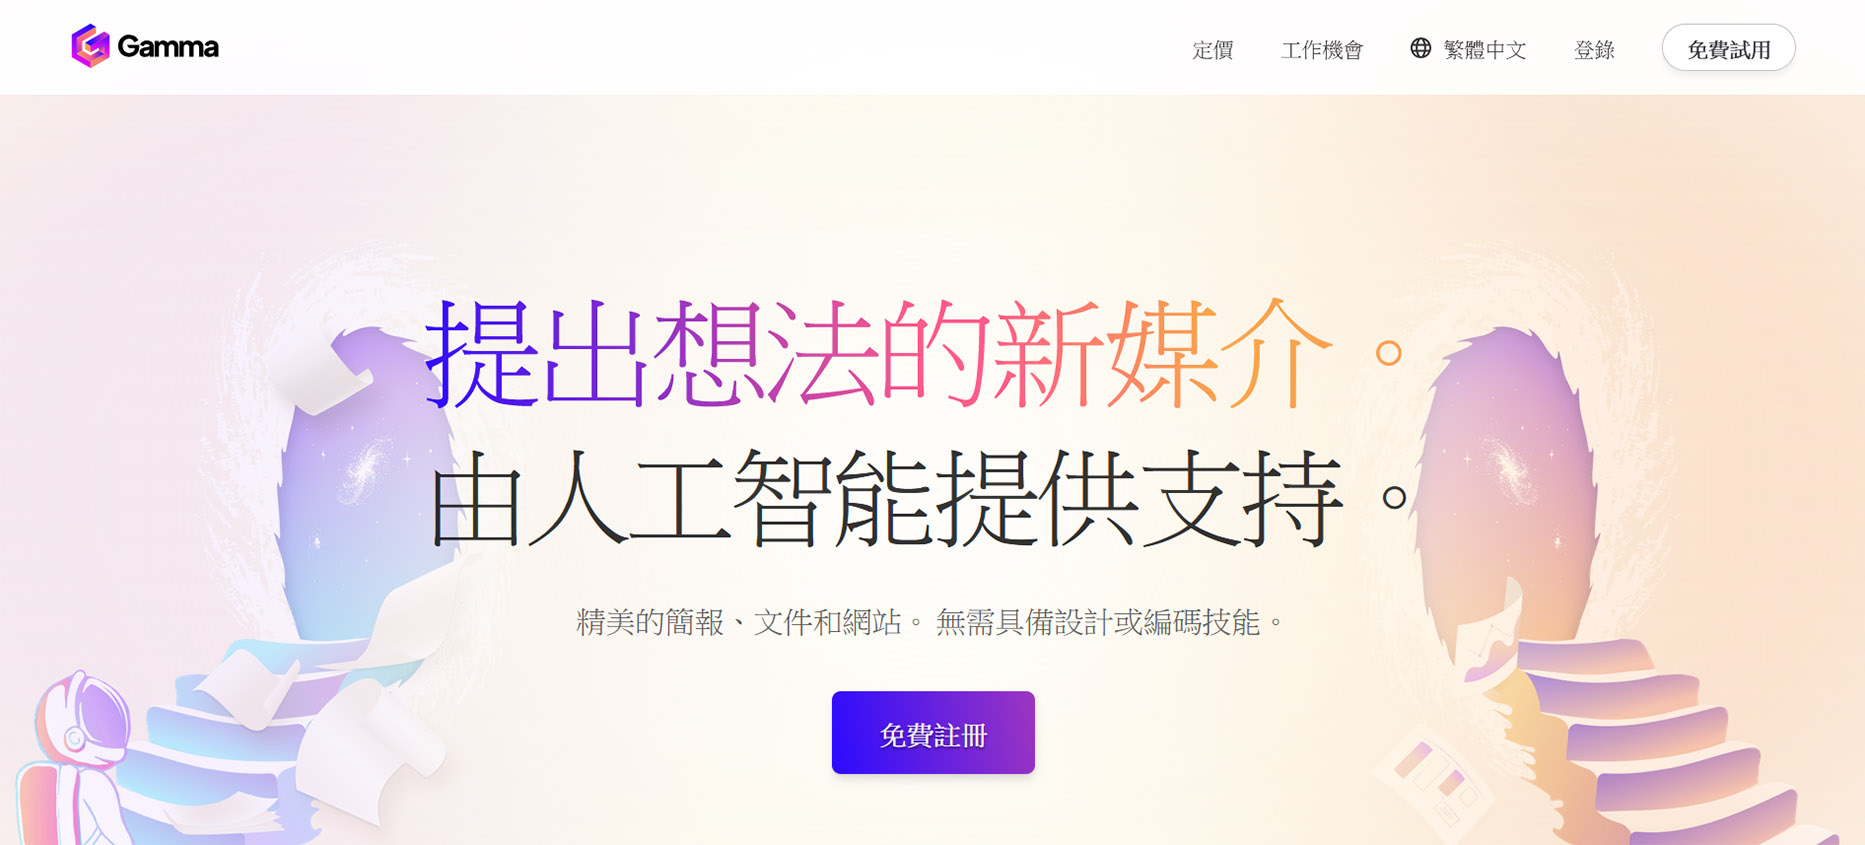 Gamma
定價
工作機會
繁體中文
登錄
免費試用
提出想法的新媒介。
由人工智能提供支持。
精美的簡報、文件和網站。 無需具備設計或編碼技能。
免費註冊